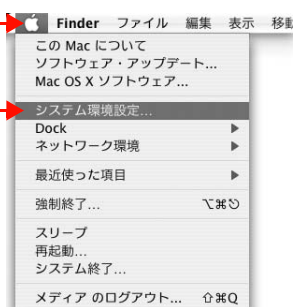 Finder ファイル 編集 表示
この Mac について
ソフトウェア・アップデート...
Mac OS X ソフトウェア...
システム環境設定...
Dock ▶
ネットワーク環境 ▶
最近使った項目 ▶
強制終了... ⌥⌘⎋
スリープ
再起動...
システム終了...
メディア のログアウト... ⇧⌘Q